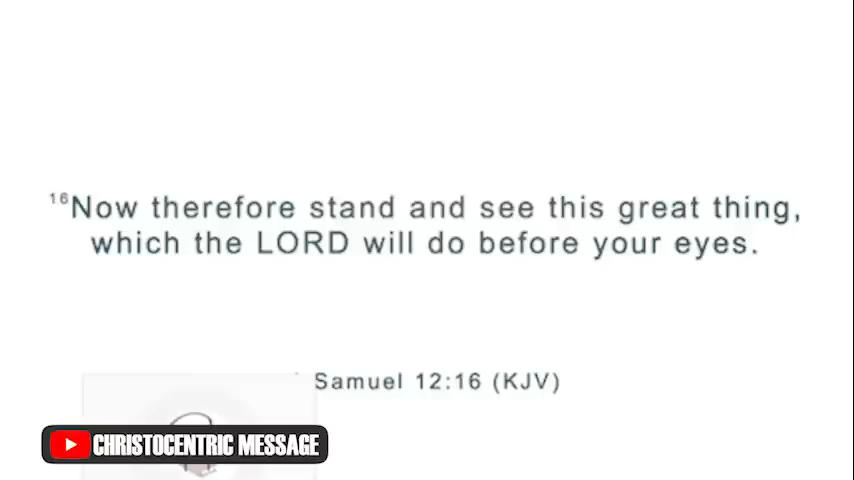 16Now therefore stand and see this great thing,
which the LORD will do before your eyes.
Samuel 12:16 (KJV)
CHRISTOCENTRIC MESSAGE